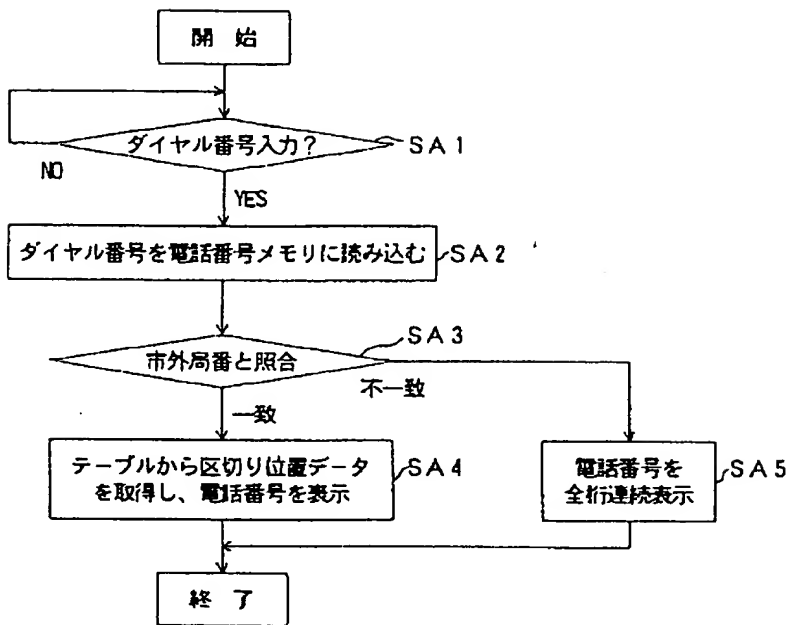 開 始
ダイヤル番号入力?
SA1
NO
YES
ダイヤル番号を電話番号メモリに読み込む
SA2
SA3
市外局番と照合
不一致
一致
テーブルから区切り位置データ
を取得し、電話番号を表示
SA4
電話番号を
全桁連続表示
SA5
終 了